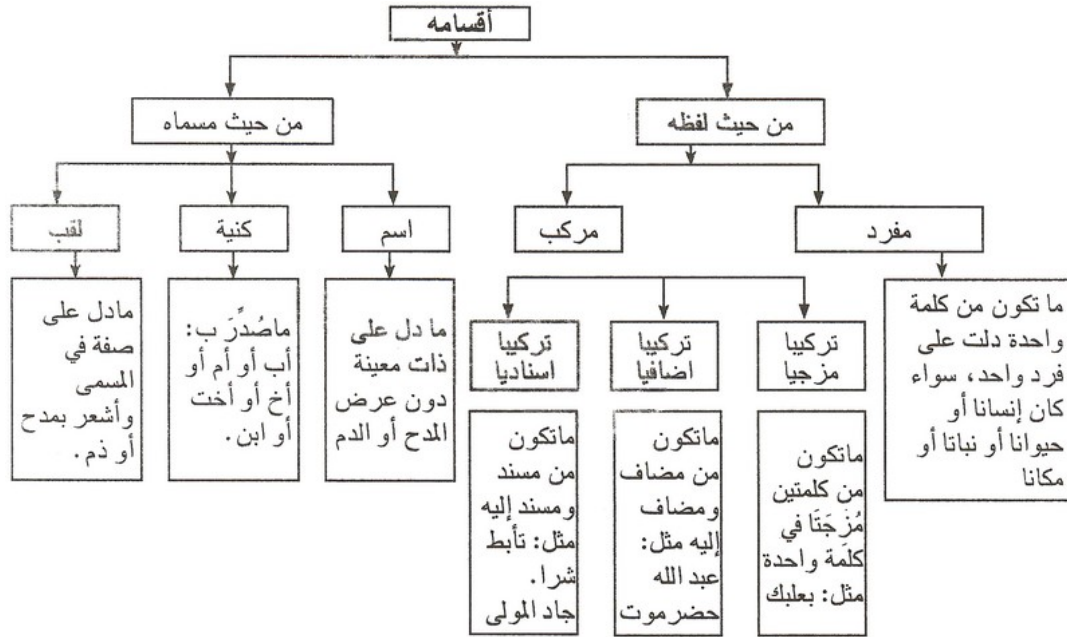 أقسامه
من حيث لفظه
من حيث مسماه
مفرد
مركب
اسم
كنية
لقب
ما تكون من كلمة
واحدة دلت على
فرد واحد، سواء
كان إنسانا أو
حيوانا أو نباتا أو
مكانا
تركيبا
مزجيا
تركيبا
اضافيا
تركيبا
اسناديا
ماتكون
من كلمتين
مُزجَتَا في
كلمة واحدة
مثل: بعلبك
ماتكون
من مضاف
ومضاف
إليه مثل:
عبد الله
حضرموت
ماتكون
من مسند
ومسند إليه
مثل: تأبط
شرا.
جاد المولى
ما دل على
ذات معينة
دون عرض
المدح أو الدم
ماصُدِّرَ ب:
أب أو أم أو
أخ أو أخت
أو ابن.
مادل على
صفة في
المسمى
وأشعر بمدح
أو ذم.